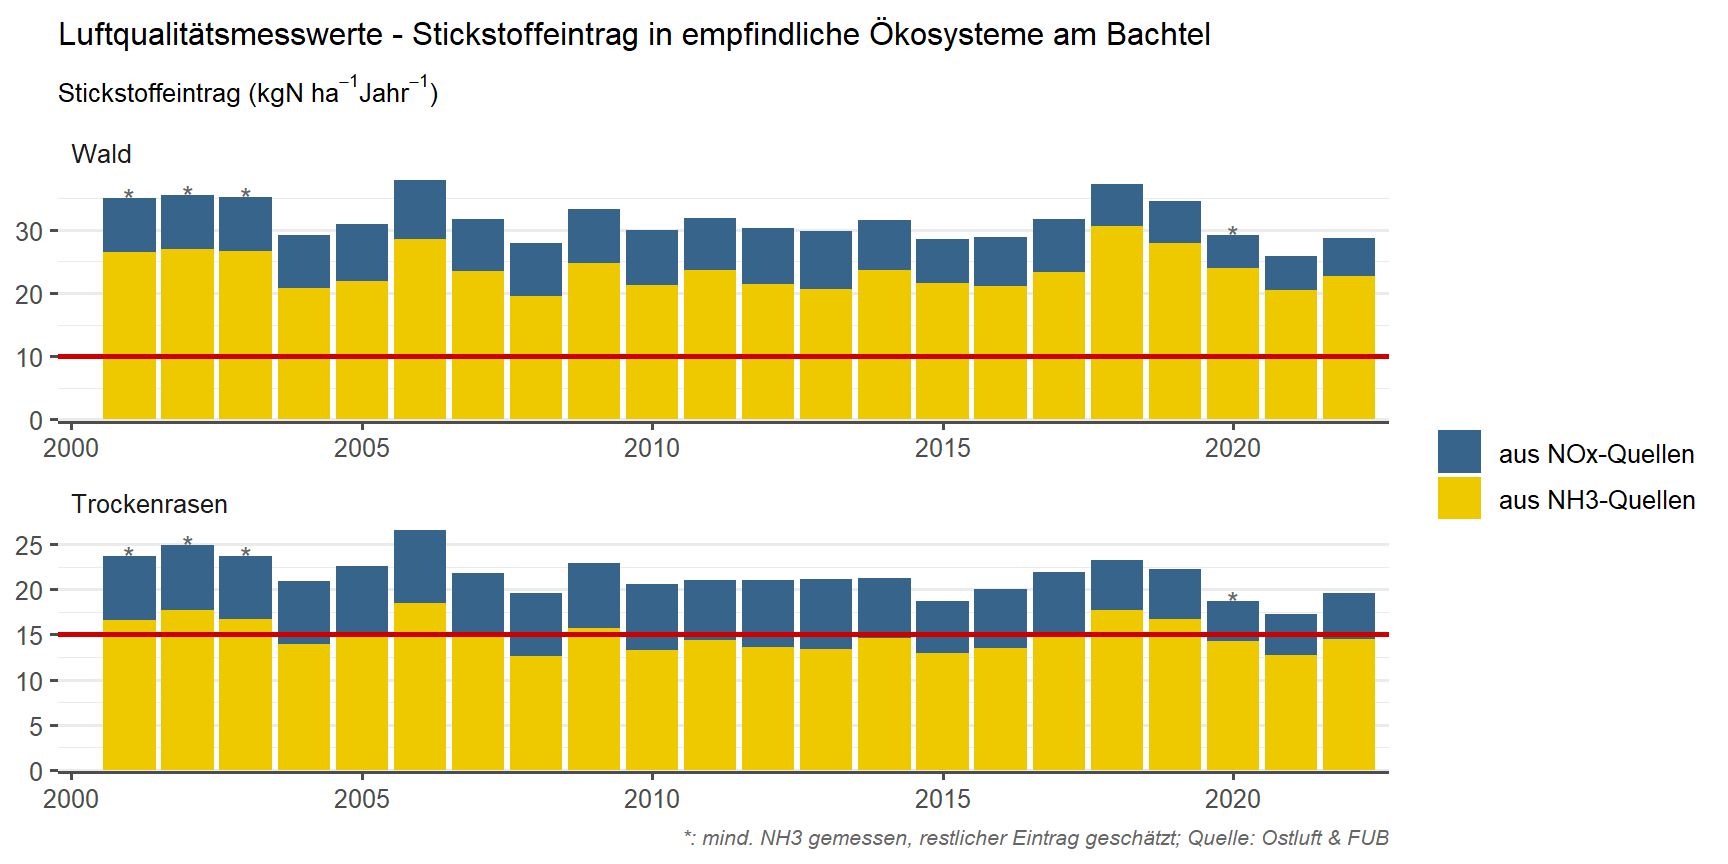 Luftqualitätsmesswerte - Stickstoffeintrag in empfindliche Ökosysteme am Bachtel
Stickstoffeintrag (kgN ha⁻¹Jahr⁻¹)
Wald
* * * *
30
20
10
0
2000 2005 2010 2015 2020
aus NOx-Quellen
aus NH3-Quellen
Trockenrasen
* * * *
25
20
15
10
5
0
2000 2005 2010 2015 2020
*: mind. NH3 gemessen, restlicher Eintrag geschätzt; Quelle: Ostluft & FUB